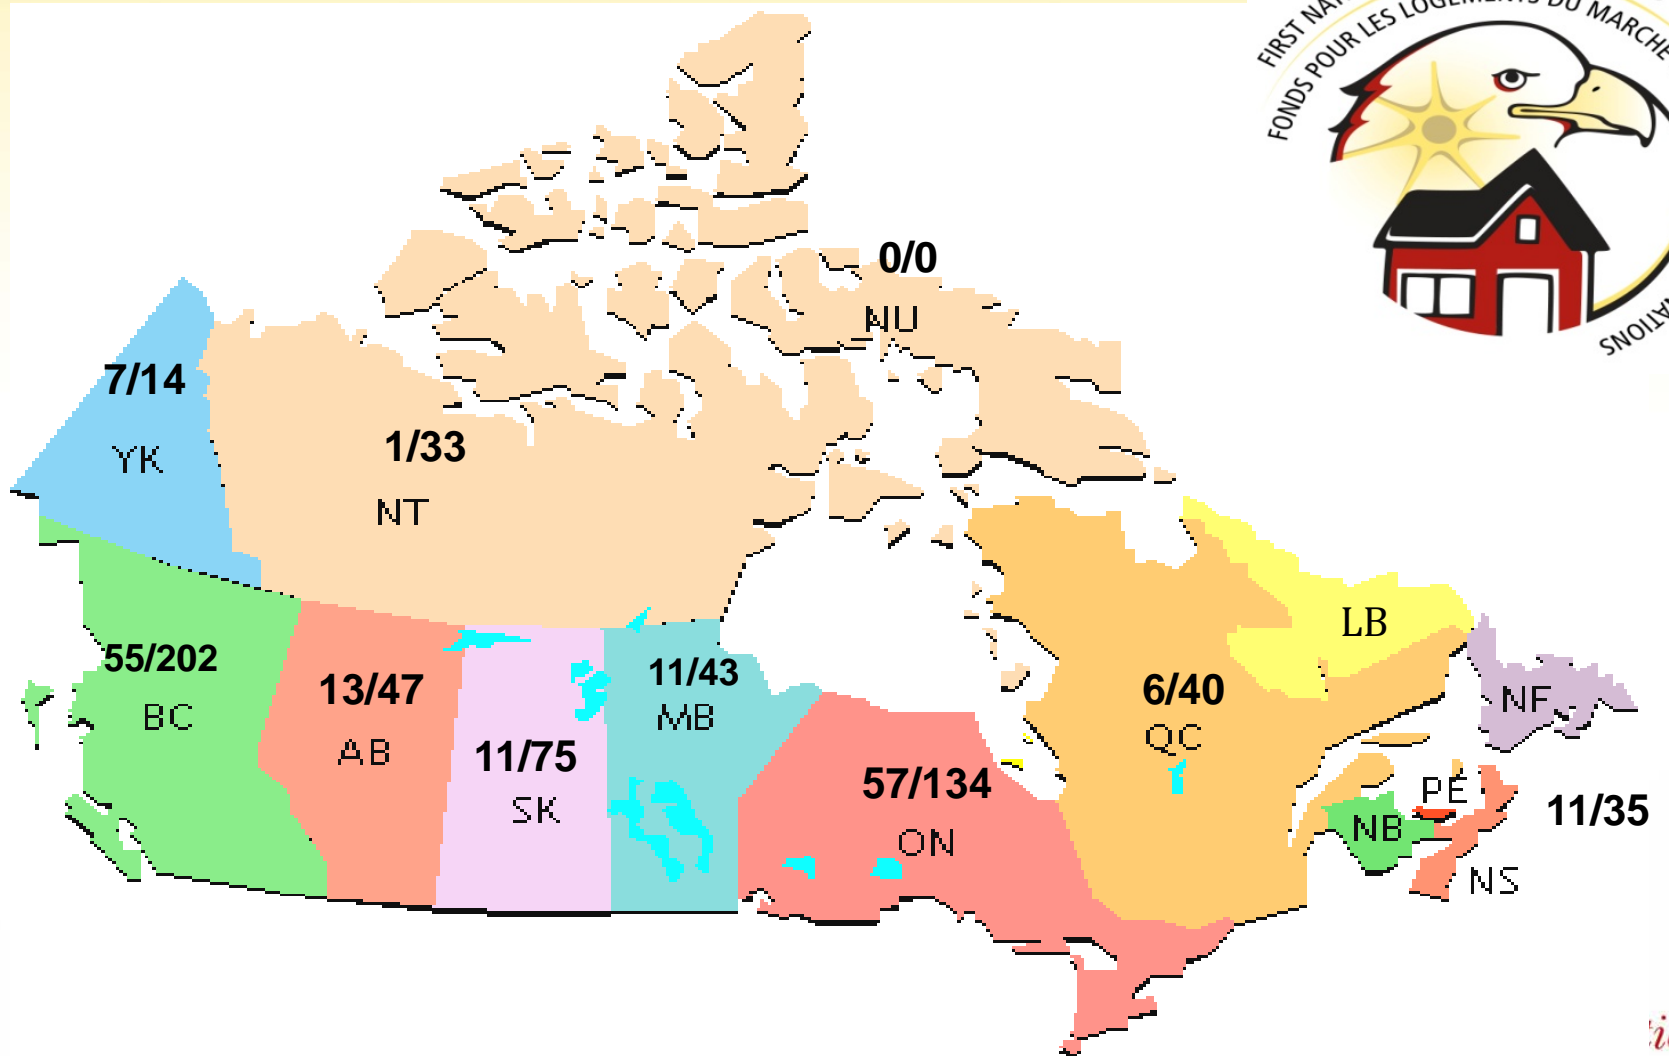 FIRST
FONDS POUR LES LOGEMENTS DU MARCHÉ
0/0
NU
7/14
YK
1/33
NT
LB
55/202
BC
13/47
AB
11/43
MB
6/40
QC
NF
11/75
SK
57/134
ON
PE
NB
11/35
NS